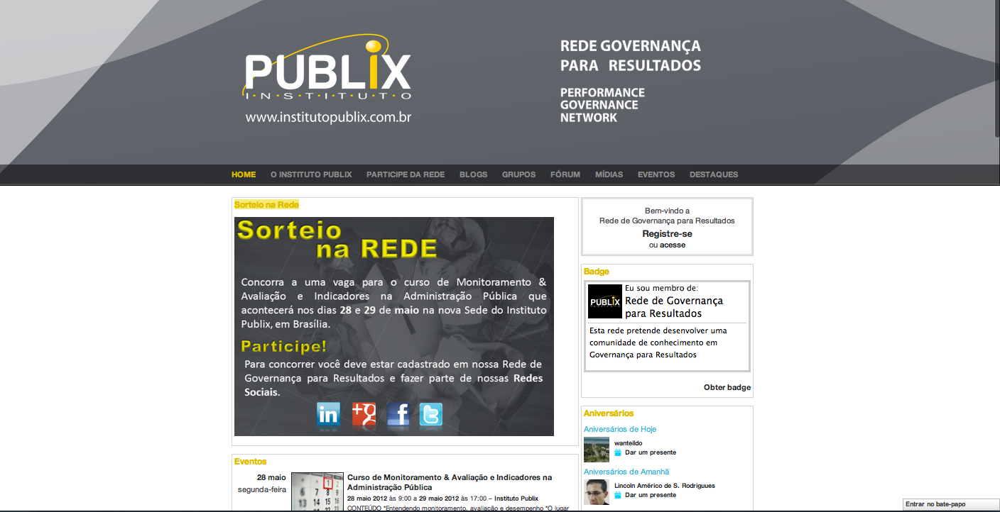 PUBLIX
I·N·S·T·I·T·U·T·O
www.institutopublix.com.br
REDE GOVERNANÇA
PARA RESULTADOS
PERFORMANCE
GOVERNANCE
NETWORK
HOME O INSTITUTO PUBLIX PARTICIPE DA REDE BLOGS GRUPOS FÓRUM MÍDIAS EVENTOS DESTAQUES
Sorteio na Rede
Sorteio
na REDE
Concorra a uma vaga para o curso de Monitoramento &
Avaliação e Indicadores na Administração Pública que
acontecerá nos dias 28 e 29 de maio na nova Sede do Instituto
Publix, em Brasília.
Participe!
Para concorrer você deve estar cadastrado em nossa Rede de
Governança para Resultados e fazer parte de nossas Redes
Sociais.
Eventos
28 maio
segunda-feira
Curso de Monitoramento & Avaliação e Indicadores na
Administração Pública
28 maio 2012 às 9:00 a 29 maio 2012 às 17:00 – Instituto Publix
CONTEÚDO *Entendendo monitoramento, avaliação e desempenho *O lugar
Bem-vindo a
Rede de Governança para Resultados
Registre-se
ou acesse
Badge
PUBLIX
INSTITUTO
Eu sou membro de:
Rede de Governança
para Resultados
Esta rede pretende desenvolver uma
comunidade de conhecimento em
Governança para Resultados
Obter badge
Aniversários
Aniversários de Hoje
wanteildo
Dar um presente
Aniversários de Amanhã
Lincoln Américo de S. Rodriguues
Dar um presente
Entrar no bate-papo